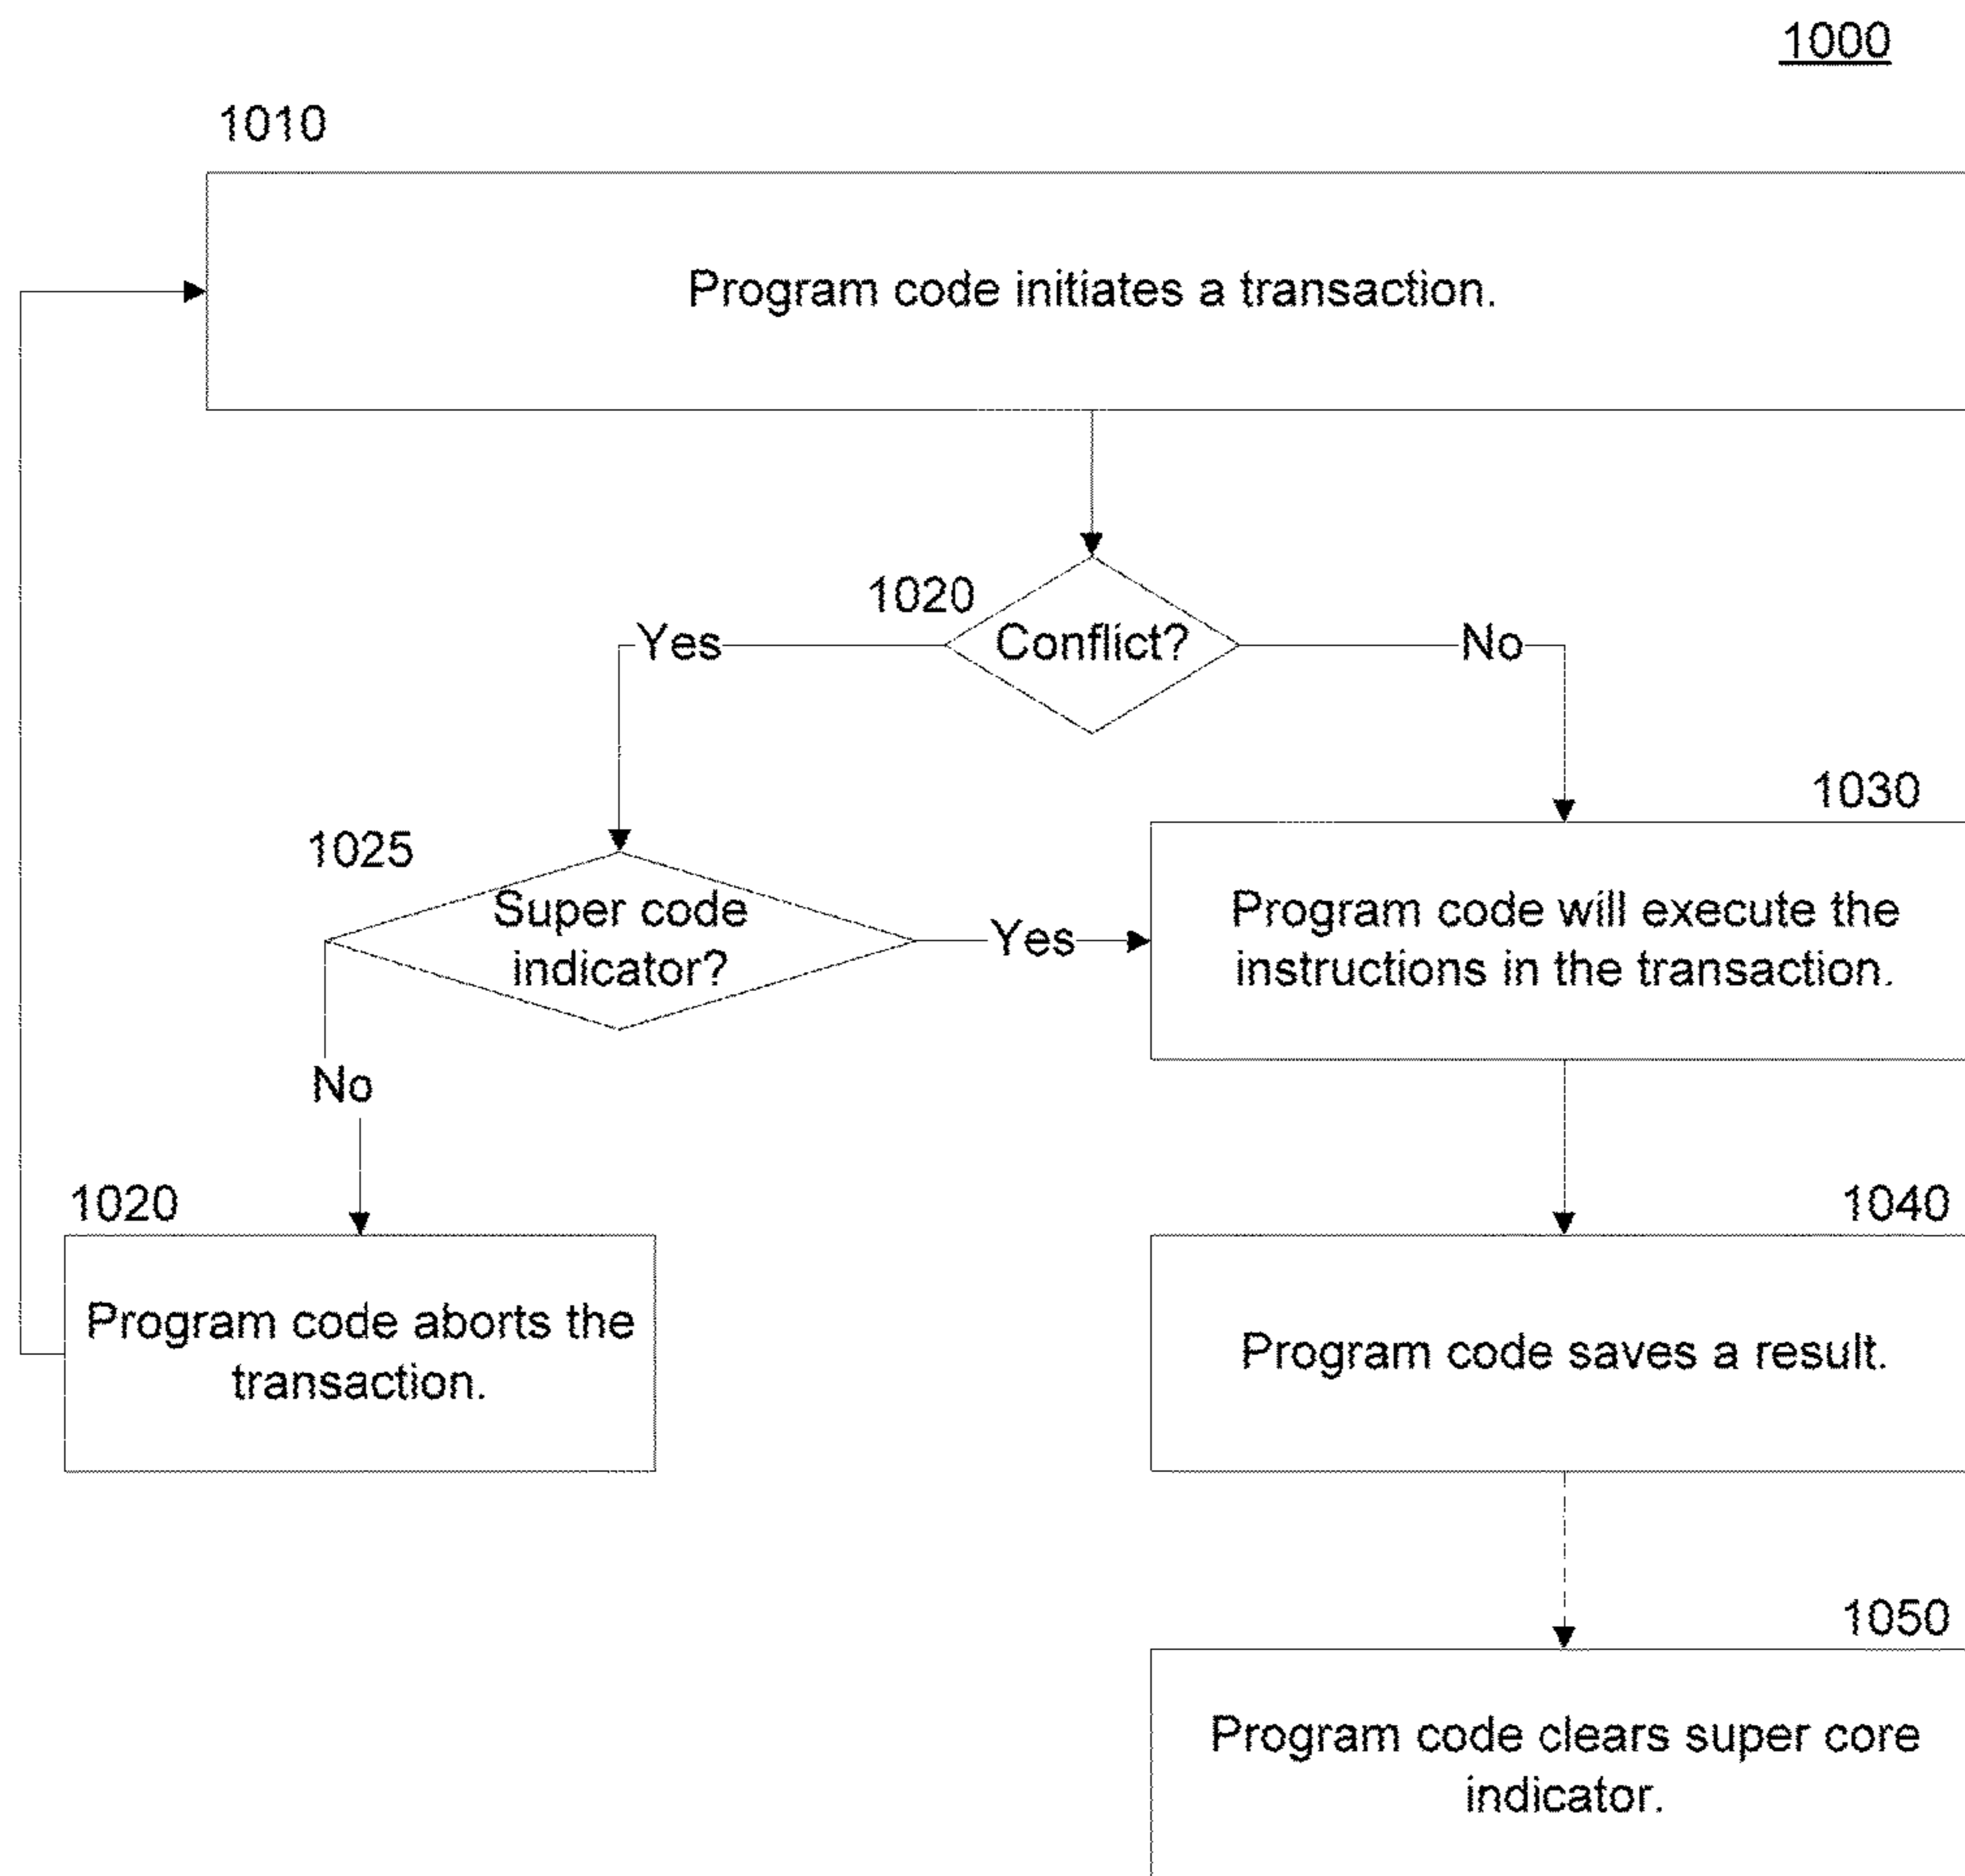 1000
1010
Program code initiates a transaction.
1020
Conflict?
Yes
No
1030
1025
Super code
indicator?
Yes
Program code will execute the
instructions in the transaction.
No
1020
1040
Program code aborts the
transaction.
Program code saves a result.
1050
Program code clears super core
indicator.